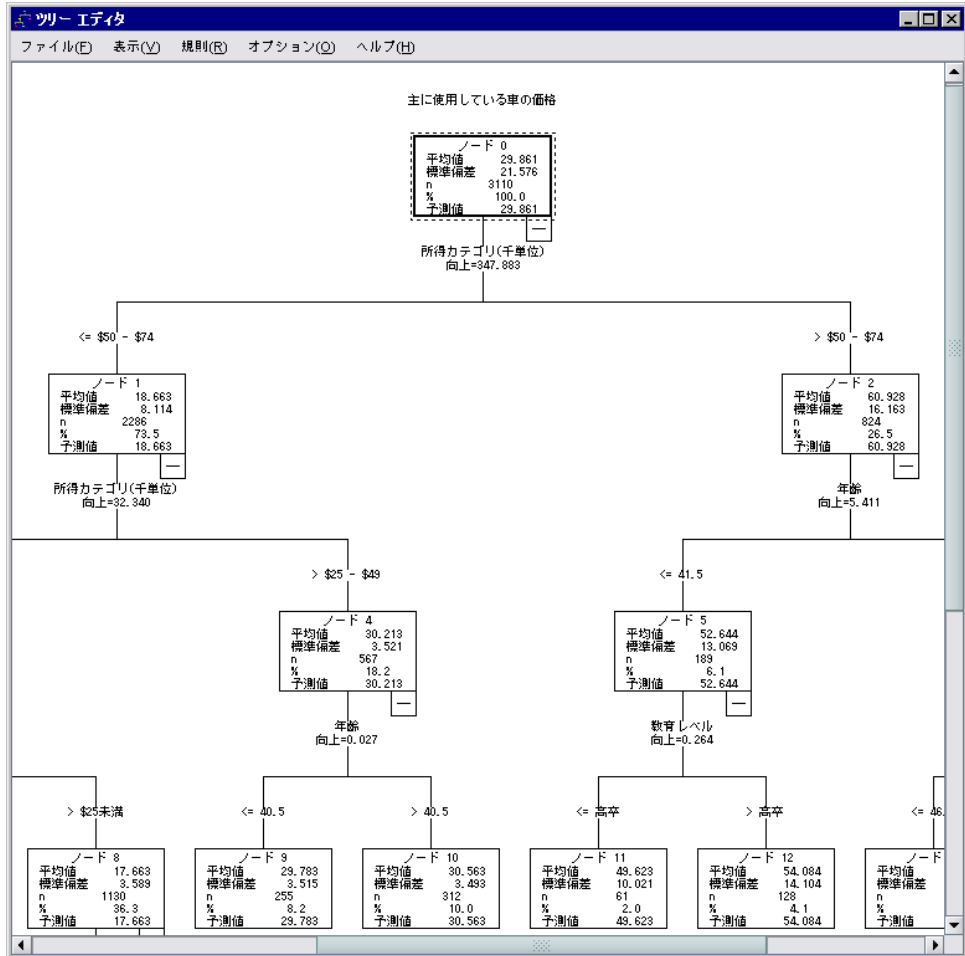 ツリー エディタ
ファイル(F) 表示(V) 規則(R) オプション(O) ヘルプ(H)
主に使用している車の価格
ノード 0
平均値 29.861
標準偏差 21.576
n 3110
% 100.0
予測値 29.861
所得カテゴリ(千単位)
向上=347.883
<= $50 - $74
> $50 - $74
ノード 1
平均値 18.663
標準偏差 8.114
n 2286
% 73.5
予測値 18.663
ノード 2
平均値 60.928
標準偏差 16.163
n 824
% 26.5
予測値 60.928
所得カテゴリ(千単位)
向上=32.340
年齢
向上=5.411
> $25 - $49
<= 41.5
ノード 4
平均値 30.213
標準偏差 3.521
n 567
% 18.2
予測値 30.213
ノード 5
平均値 52.644
標準偏差 13.069
n 189
% 6.1
予測値 52.644
年齢
向上=0.027
教育レベル
向上=0.264
> $25未満
<= 40.5
> 40.5
<= 高卒
> 高卒
<= 46.
ノード 8
平均値 17.663
標準偏差 3.589
n 1130
% 36.3
予測値 17.663
ノード 9
平均値 29.783
標準偏差 3.515
n 255
% 8.2
予測値 29.783
ノード 10
平均値 30.563
標準偏差 3.493
n 312
% 10.0
予測値 30.563
ノード 11
平均値 49.623
標準偏差 10.021
n 61
% 2.0
予測値 49.623
ノード 12
平均値 54.084
標準偏差 14.104
n 128
% 4.1
予測値 54.084
ノード
平均値
標準偏差
n
%
予測値